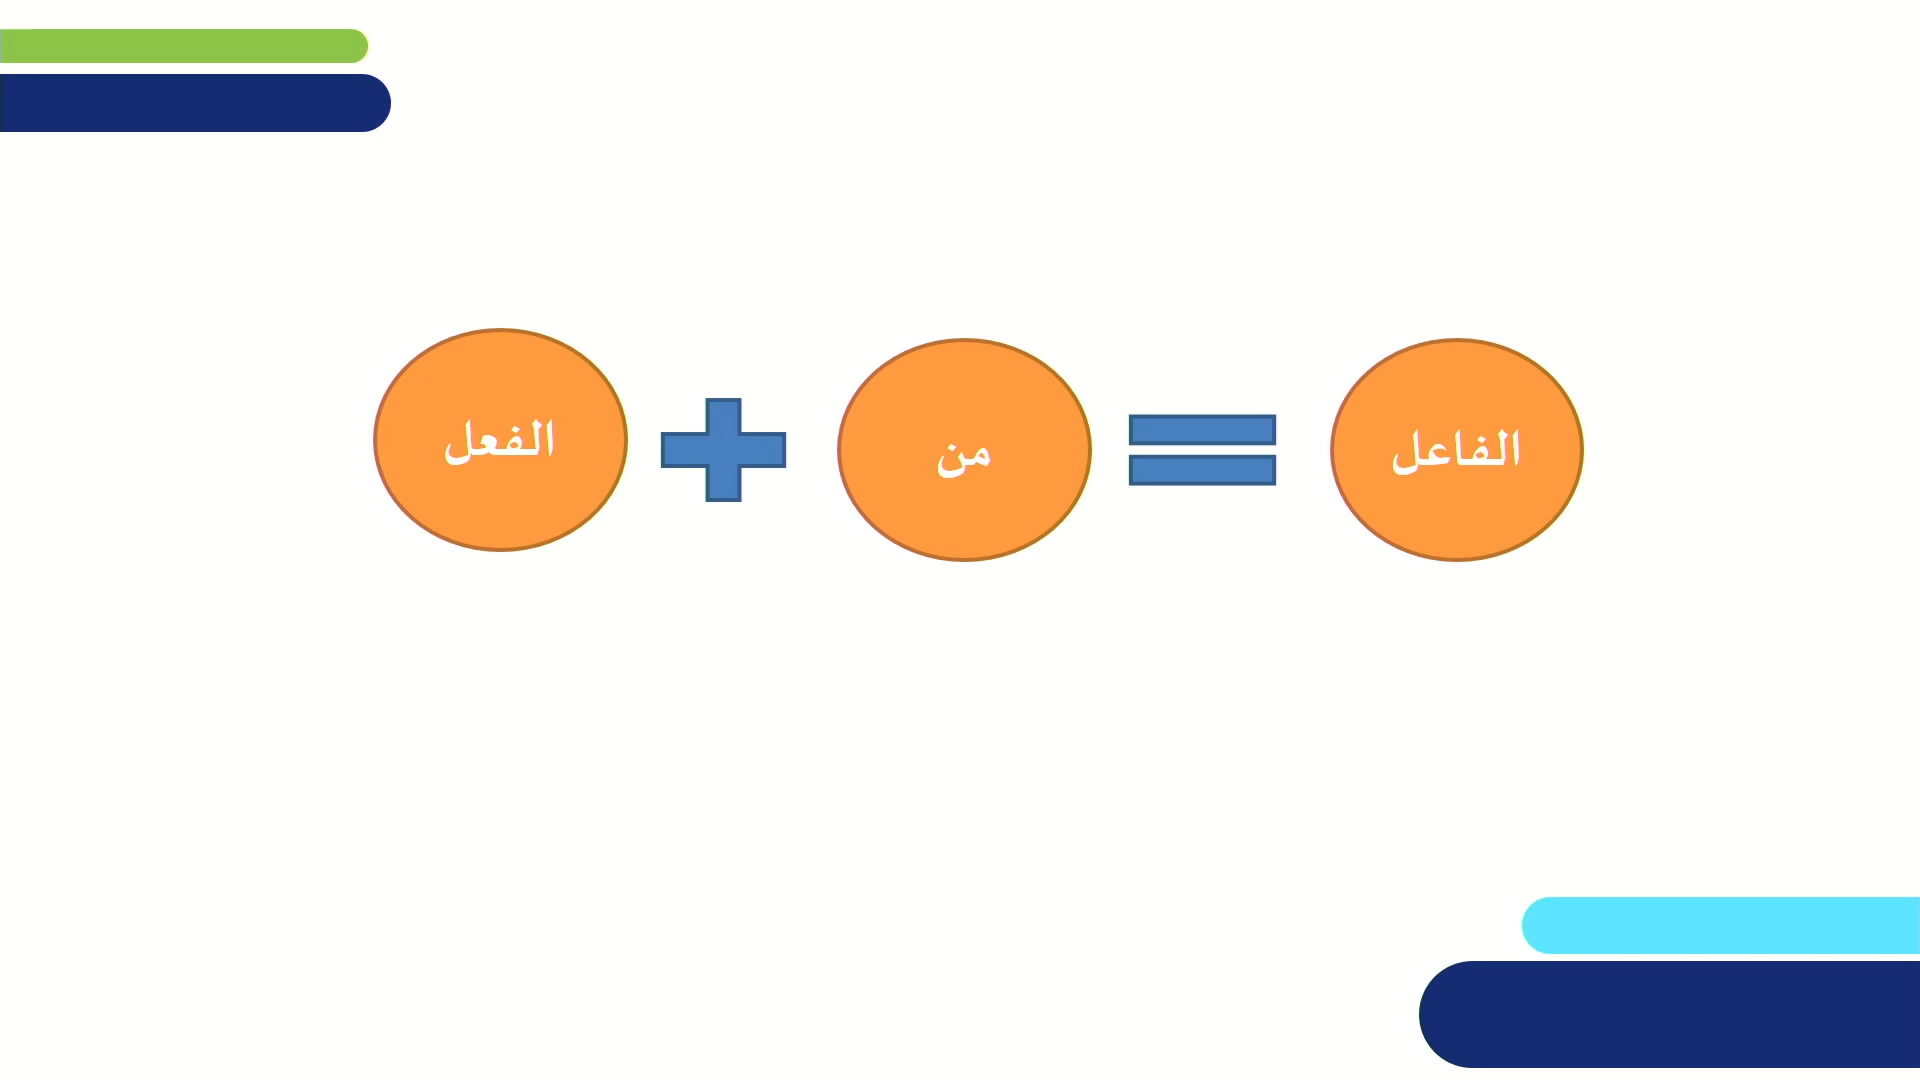 الفعل + من = الفاعل